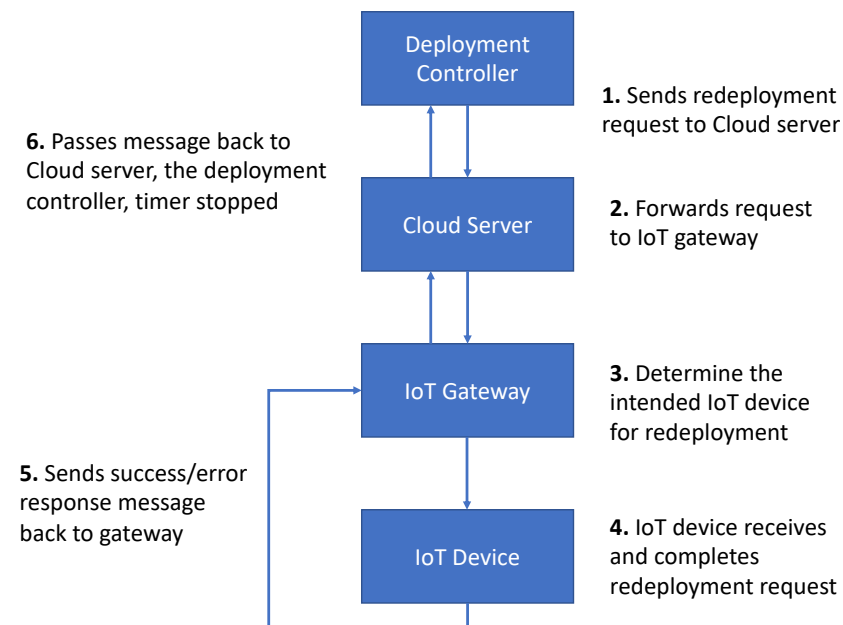 Deployment
Controller
1. Sends redeployment
request to Cloud server
6. Passes message back to
Cloud server, the deployment
controller, timer stopped
Cloud Server
2. Forwards request
to IoT gateway
IoT Gateway
3. Determine the
intended IoT device
for redeployment
5. Sends success/error
response message
back to gateway
IoT Device
4. IoT device receives
and completes
redeployment request